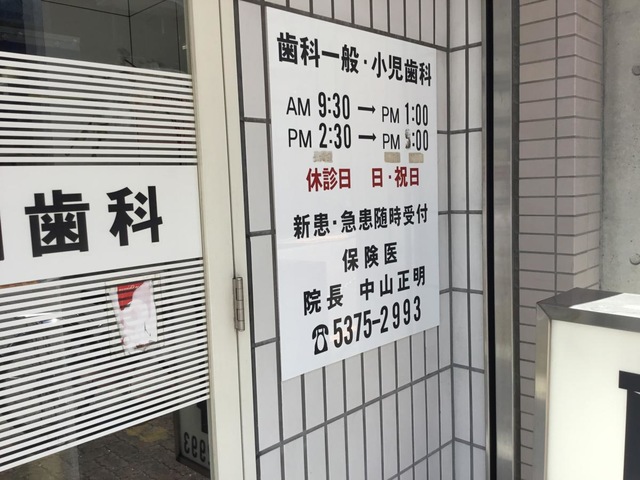 歯科一般・小児歯科
AM 9:30 → PM 1:00
PM 2:30 → PM 5:00
休診日 日・祝日
新患・急患随時受付
保険医
院長 中山正明
☎5375-2993
歯科